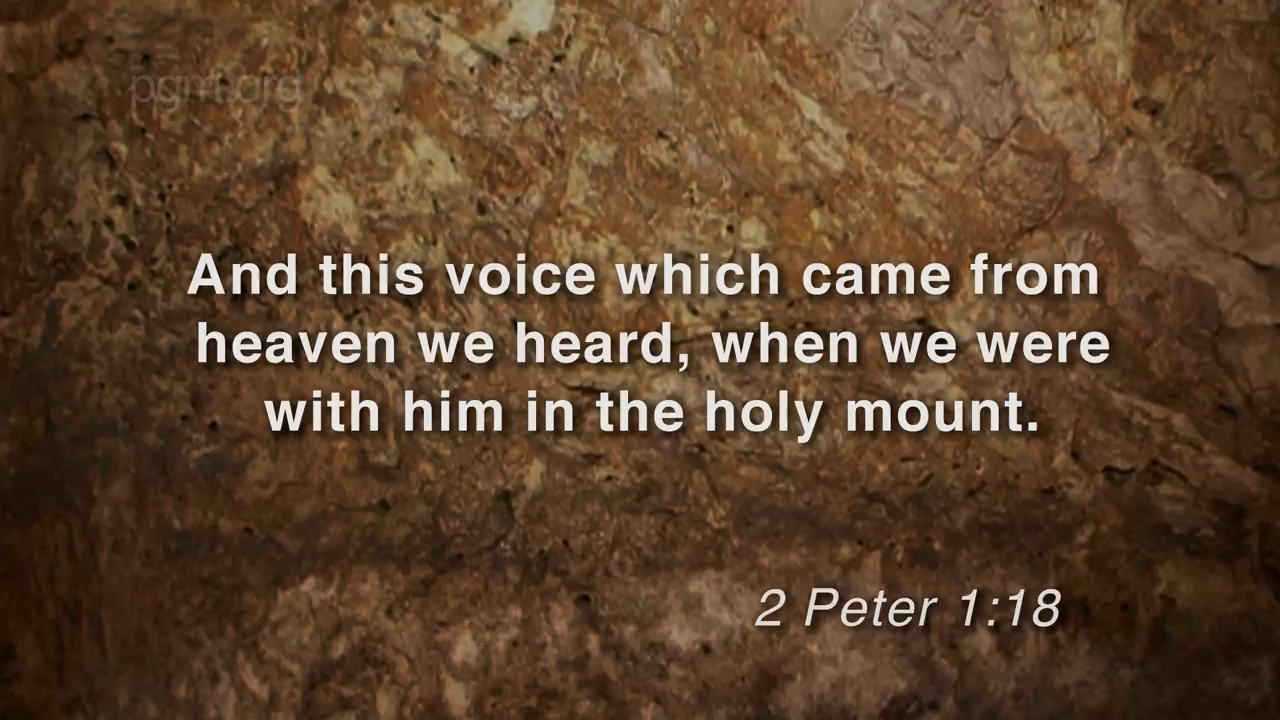 pgm.org
And this voice which came from
heaven we heard, when we were
with him in the holy mount.
2 Peter 1:18